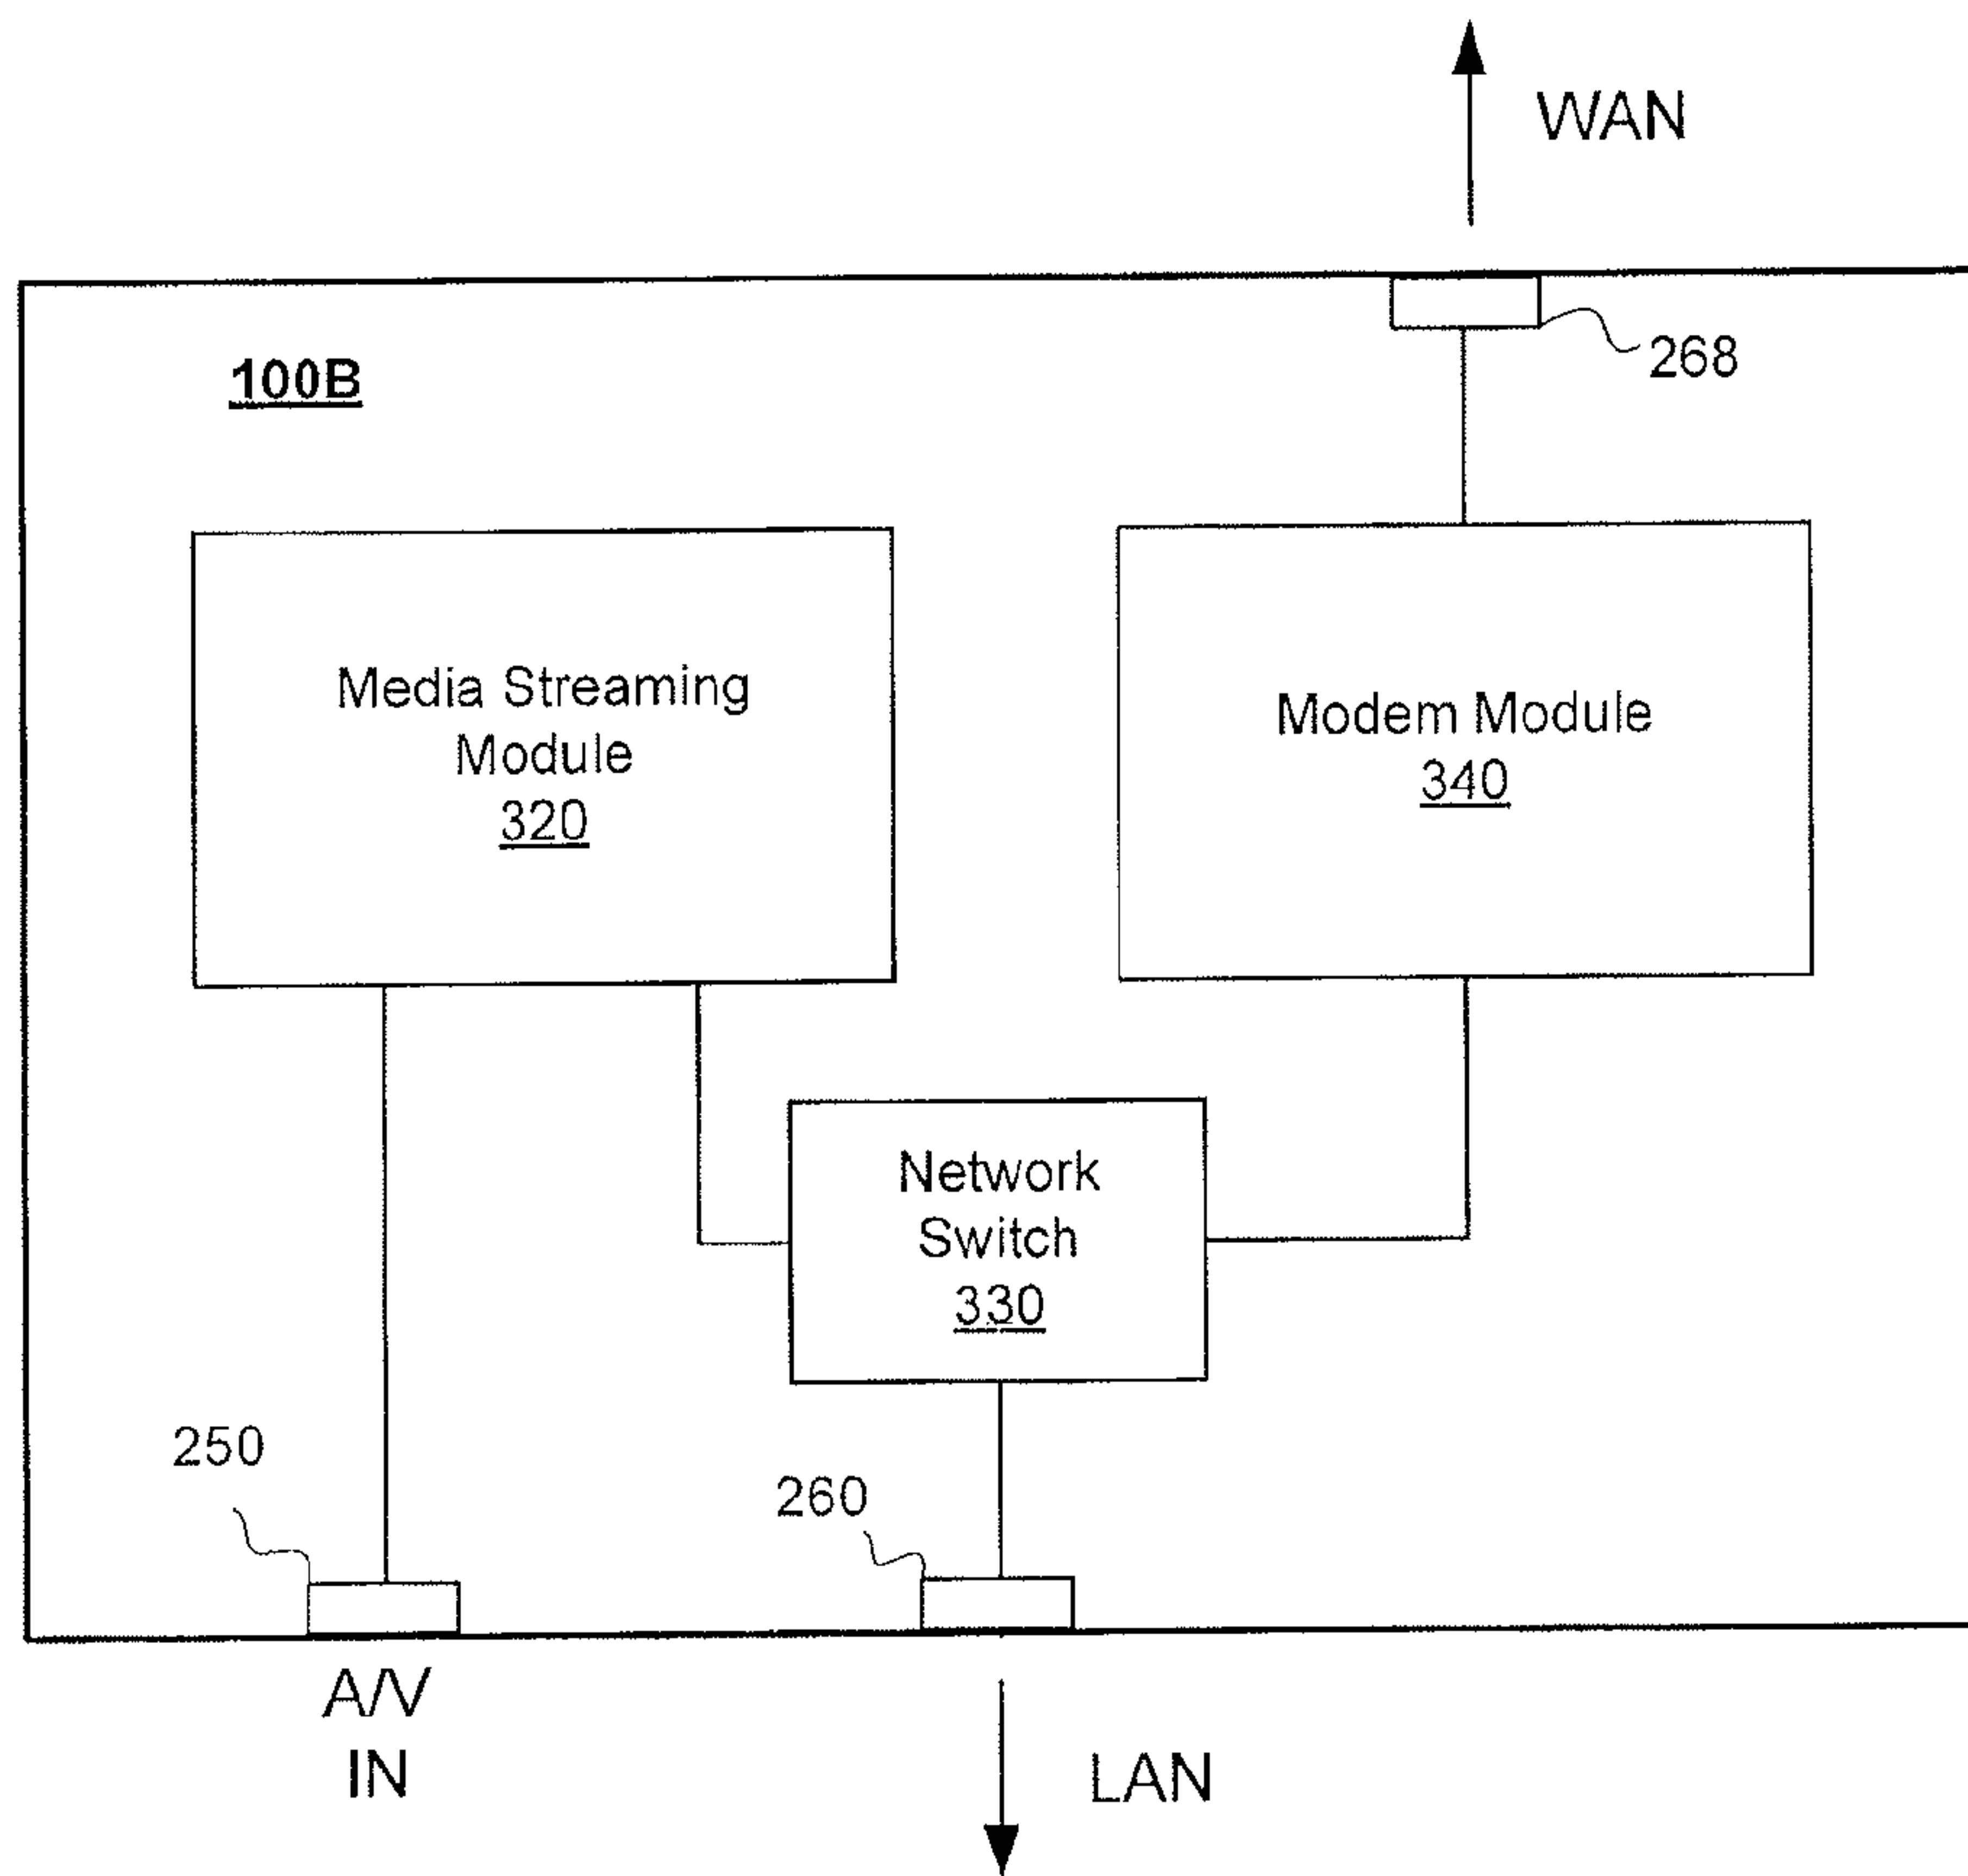 WAN
268
100B
Media Streaming
Module
320
Modem Module
340
Network
Switch
330
250
260
A/V
IN
LAN